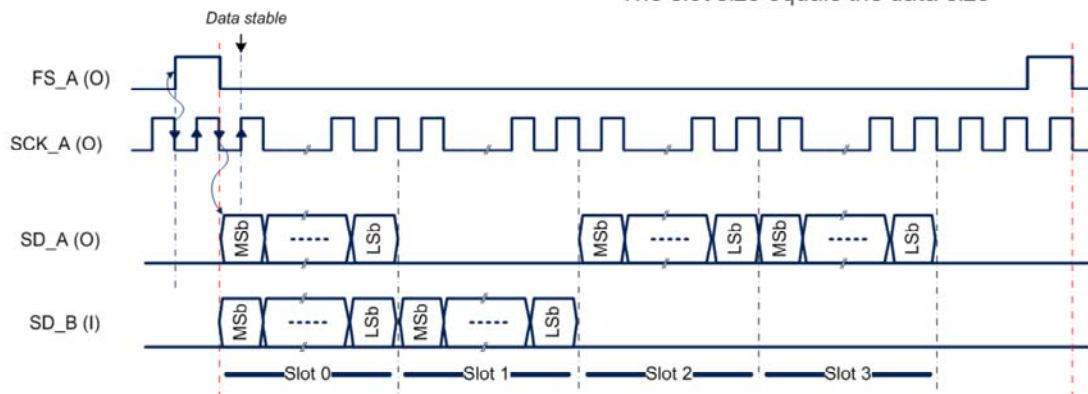 Data stable
FS_A (O)
SCK_A (O)
SD_A (O)
MSb
LSb
MSb
LSb
MSb
LSb
SD_B (I)
MSb
LSb
MSb
LSb
Slot 0
Slot 1
Slot 2
Slot 3